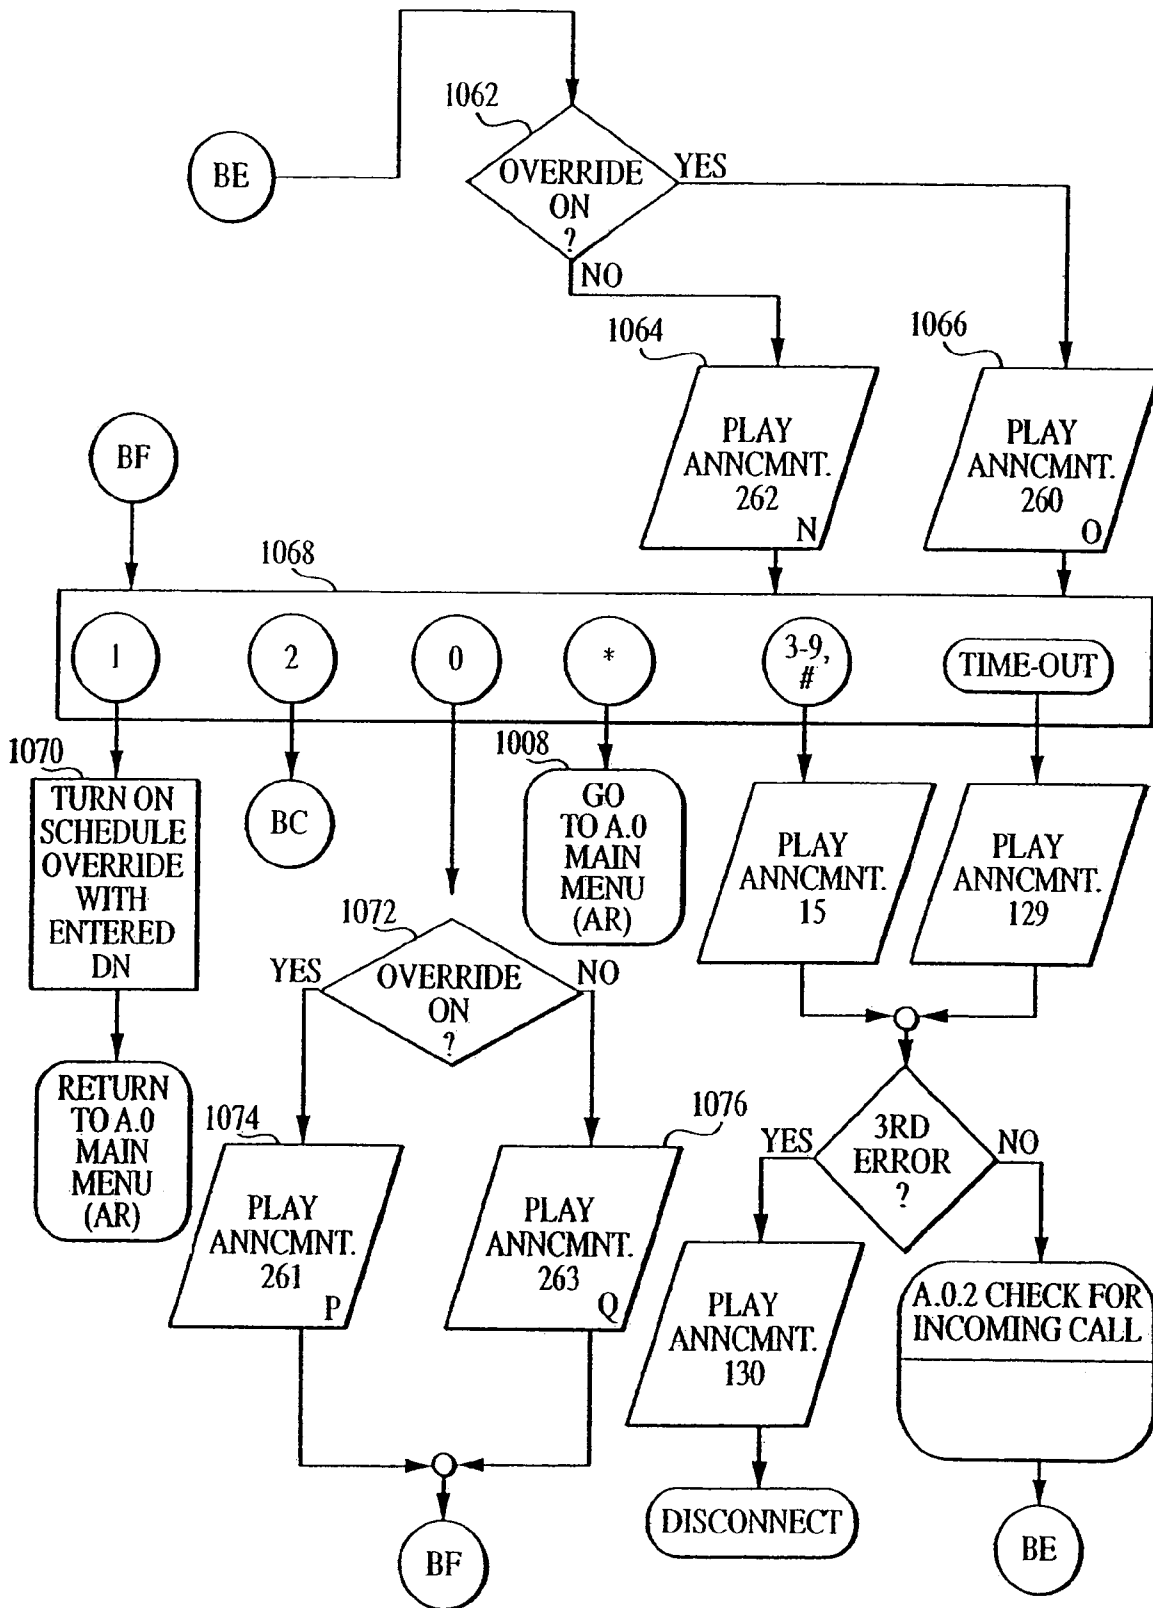 1062
BE
OVERRIDE
ON
?
YES
NO
1064
1066
PLAY
ANNCMNT.
262
N
PLAY
ANNCMNT.
260
O
BF
1068
1
2
0
*
3-9,
#
TIME-OUT
1070
TURN ON
SCHEDULE
OVERRIDE
WITH
ENTERED
DN
BC
1008
GO
TO A.0
MAIN
MENU
(AR)
PLAY
ANNCMNT.
15
PLAY
ANNCMNT.
129
1072
YES
OVERRIDE
ON
?
NO
RETURN
TO A.0
MAIN
MENU
(AR)
1074
PLAY
ANNCMNT.
261
P
1076
PLAY
ANNCMNT.
263
Q
YES
3RD
ERROR
?
NO
PLAY
ANNCMNT.
130
A.0.2 CHECK FOR
INCOMING CALL
DISCONNECT
BF
BE